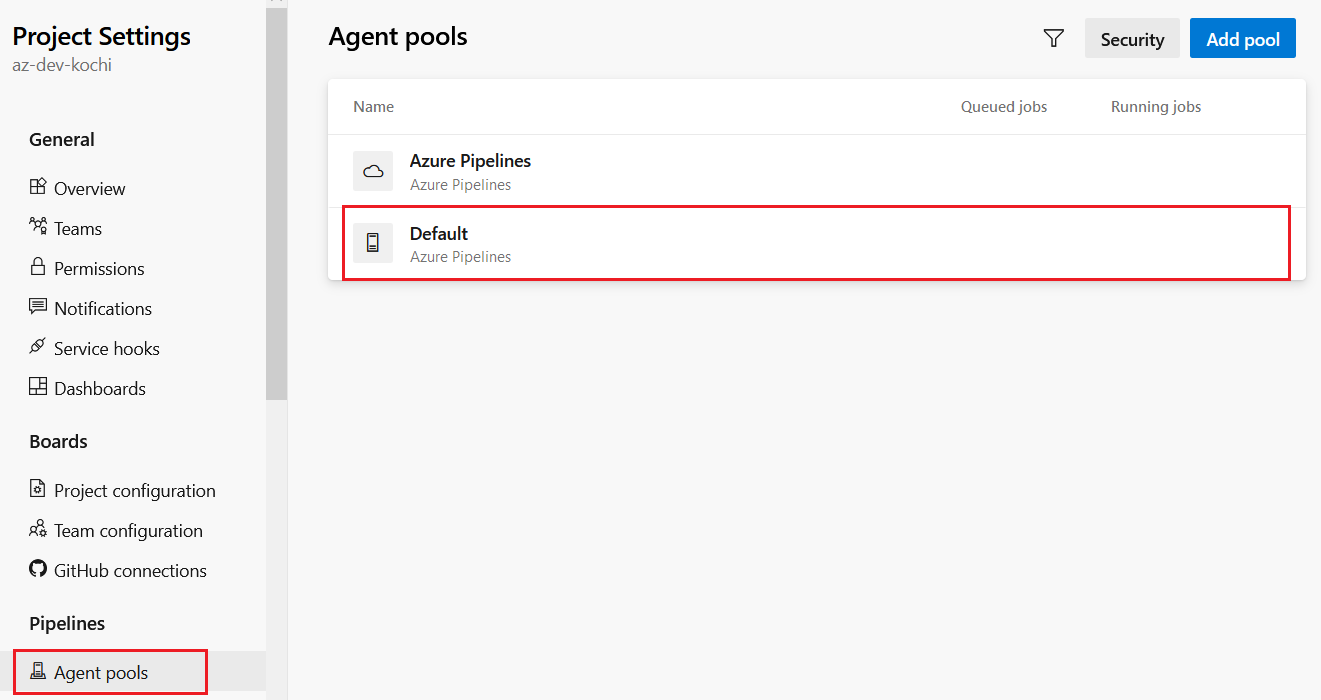 Project Settings
az-dev-kochi
General
Overview
Teams
Permissions
Notifications
Service hooks
Dashboards
Boards
Project configuration
Team configuration
GitHub connections
Pipelines
Agent pools
Agent pools
Security
Add pool
Name
Queued jobs
Running jobs
Azure Pipelines
Azure Pipelines
Default
Azure Pipelines